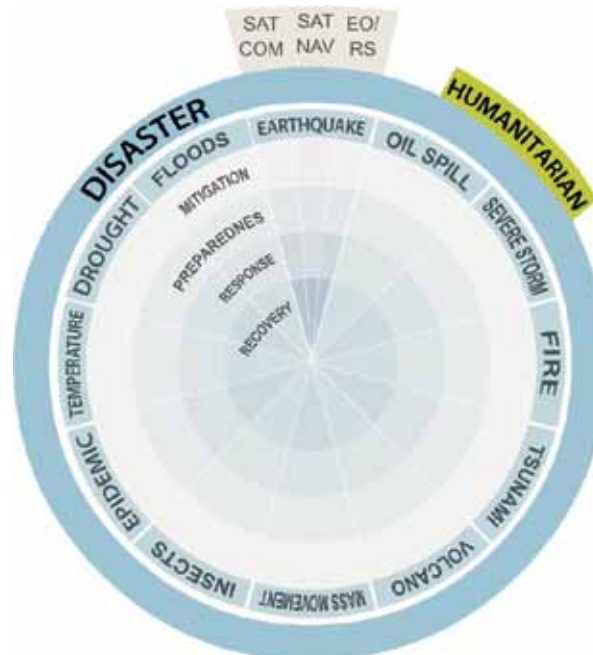 SAT SAT EO/
COM NAV RS
DISASTER
HUMANITARIAN
EARTHQUAKE
OIL SPILL
SEVERE STORM
FIRE
TSUNAMI
VOLCANO
MASS MOVEMENT
INSECTS
EPIDEMIC
TEMPERATURE
DROUGHT
FLOODS
MITIGATION
PREPAREDNES
RESPONSE
RECOVERY